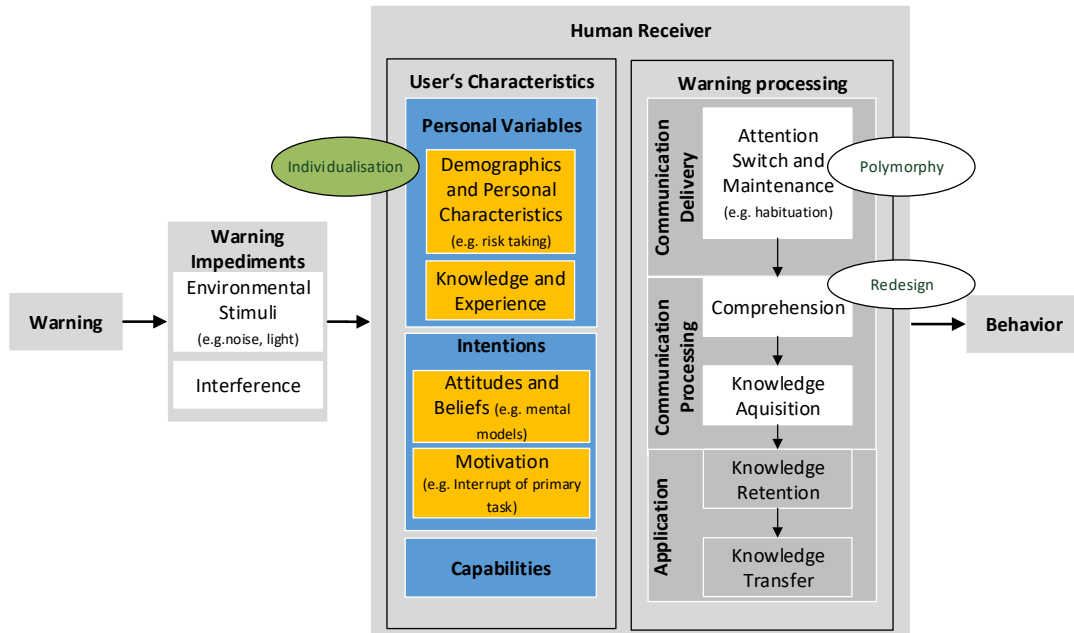 Human Receiver
User‘s Characteristics
Personal Variables
Individualisation
Demographics
and Personal
Characteristics
(e.g. risk taking)
Knowledge and
Experience
Intentions
Attitudes and
Beliefs (e.g. mental
models)
Motivation
(e.g. Interrupt of primary
task)
Capabilities
Warning processing
Communication
Delivery
Attention
Switch and
Maintenance
(e.g. habituation)
Polymorphy
Redesign
Communication
Processing
Comprehension
Knowledge
Aquisition
Application
Knowledge
Retention
Knowledge
Transfer
Warning
Warning
Impediments
Environmental
Stimuli
(e.g.noise, light)
Interference
Behavior